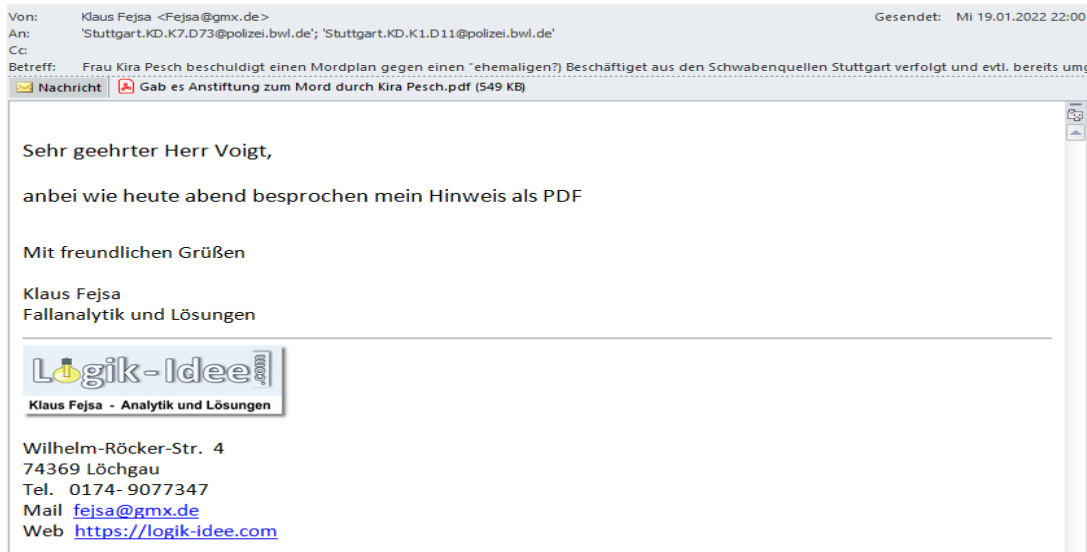 Von: Klaus Fejsa <Fejsa@gmx.de> Gesendet: Mi 19.01.2022 22:00
An: 'Stuttgart.KD.K7.D73@polizei.bwl.de'; 'Stuttgart.KD.K1.D11@polizei.bwl.de'
Cc:
Betreff: Frau Kira Pesch beschuldigt einen Mordplan gegen einen "ehemaligen?) Beschäftiget aus den Schwabenquellen Stuttgart verfolgt und evtl. bereits umg
Nachricht Gab es Anstiftung zum Mord durch Kira Pesch.pdf (549 KB)
Sehr geehrter Herr Voigt,
anbei wie heute abend besprochen mein Hinweis als PDF
Mit freundlichen Grüßen
Klaus Fejsa
Fallanalytik und Lösungen
Logik-Idee.com
Klaus Fejsa - Analytik und Lösungen
Wilhelm-Röcker-Str. 4
74369 Löchgau
Tel. 0174- 9077347
Mail fejsa@gmx.de
Web https://logik-idee.com